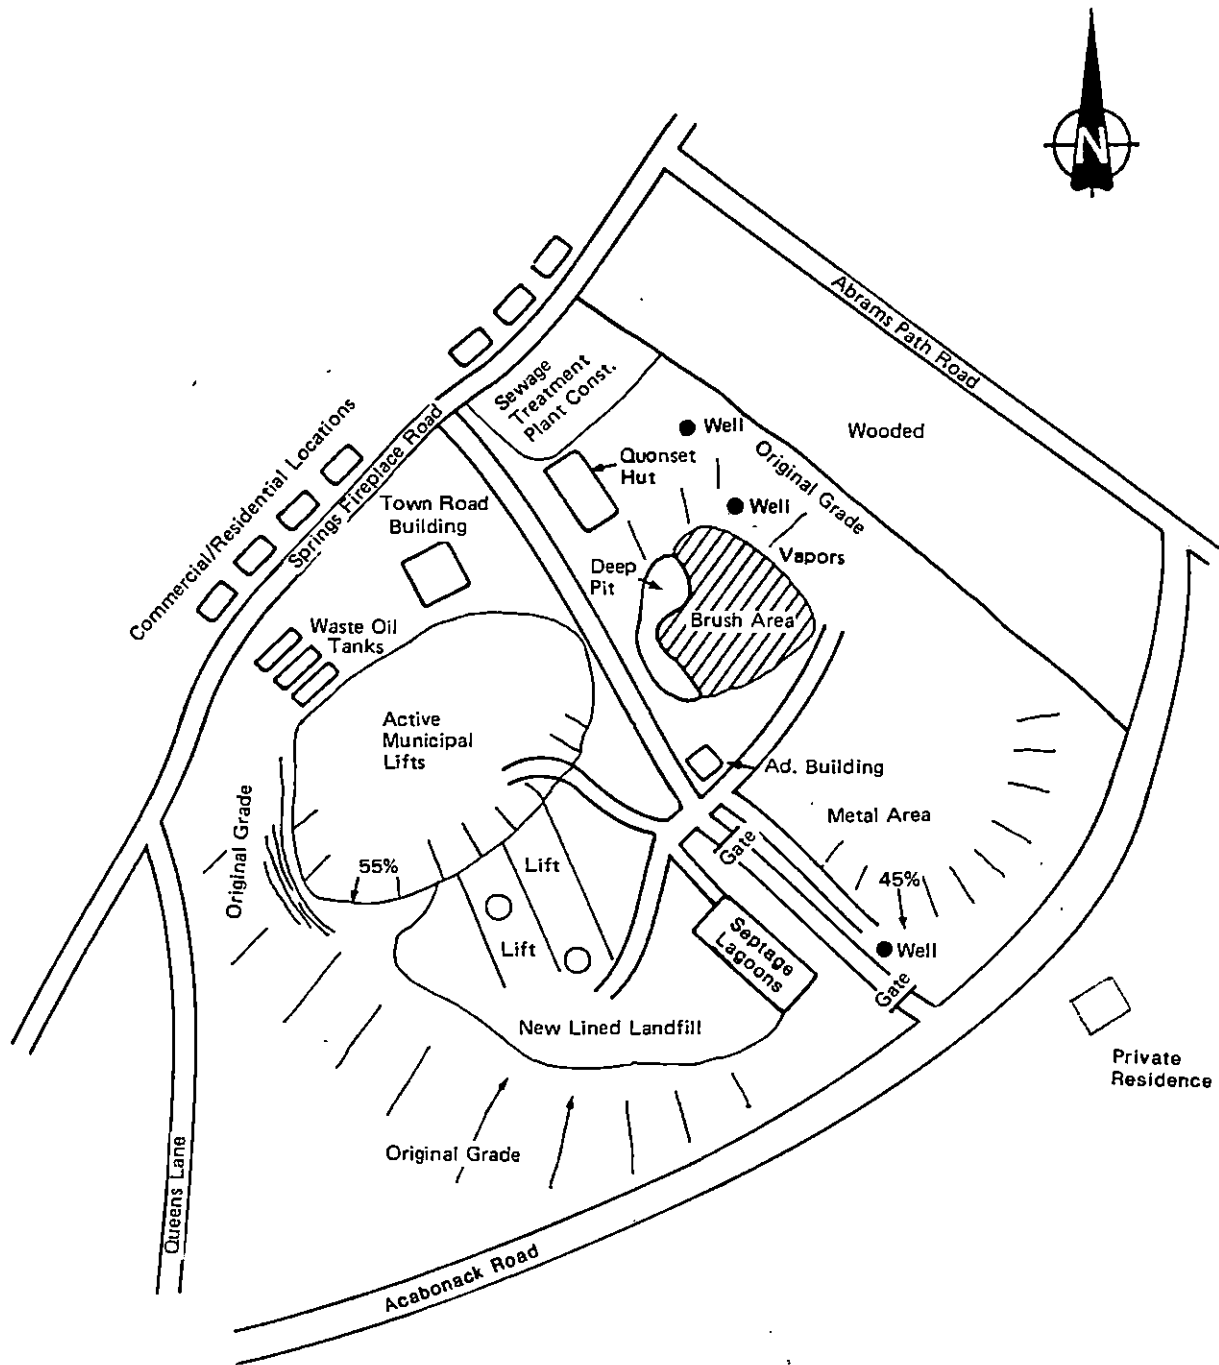 N
Abrams Path Road
Sewage
Treatment
Plant Const.
Wooded
Well
Original Grade
Commercial/Residential Locations
Springs Fireplace Road
Quonset
Hut
Town Road
Building
Well
Vapors
Deep
Pit
Brush Area
Waste Oil
Tanks
Active
Municipal
Lifts
Ad. Building
Original Grade
Metal Area
Gate
55%
Lift
45%
Lift
Septage
Lagoons
Well
Gate
New Lined Landfill
Private
Residence
Original Grade
Queens Lane
Acabonack Road